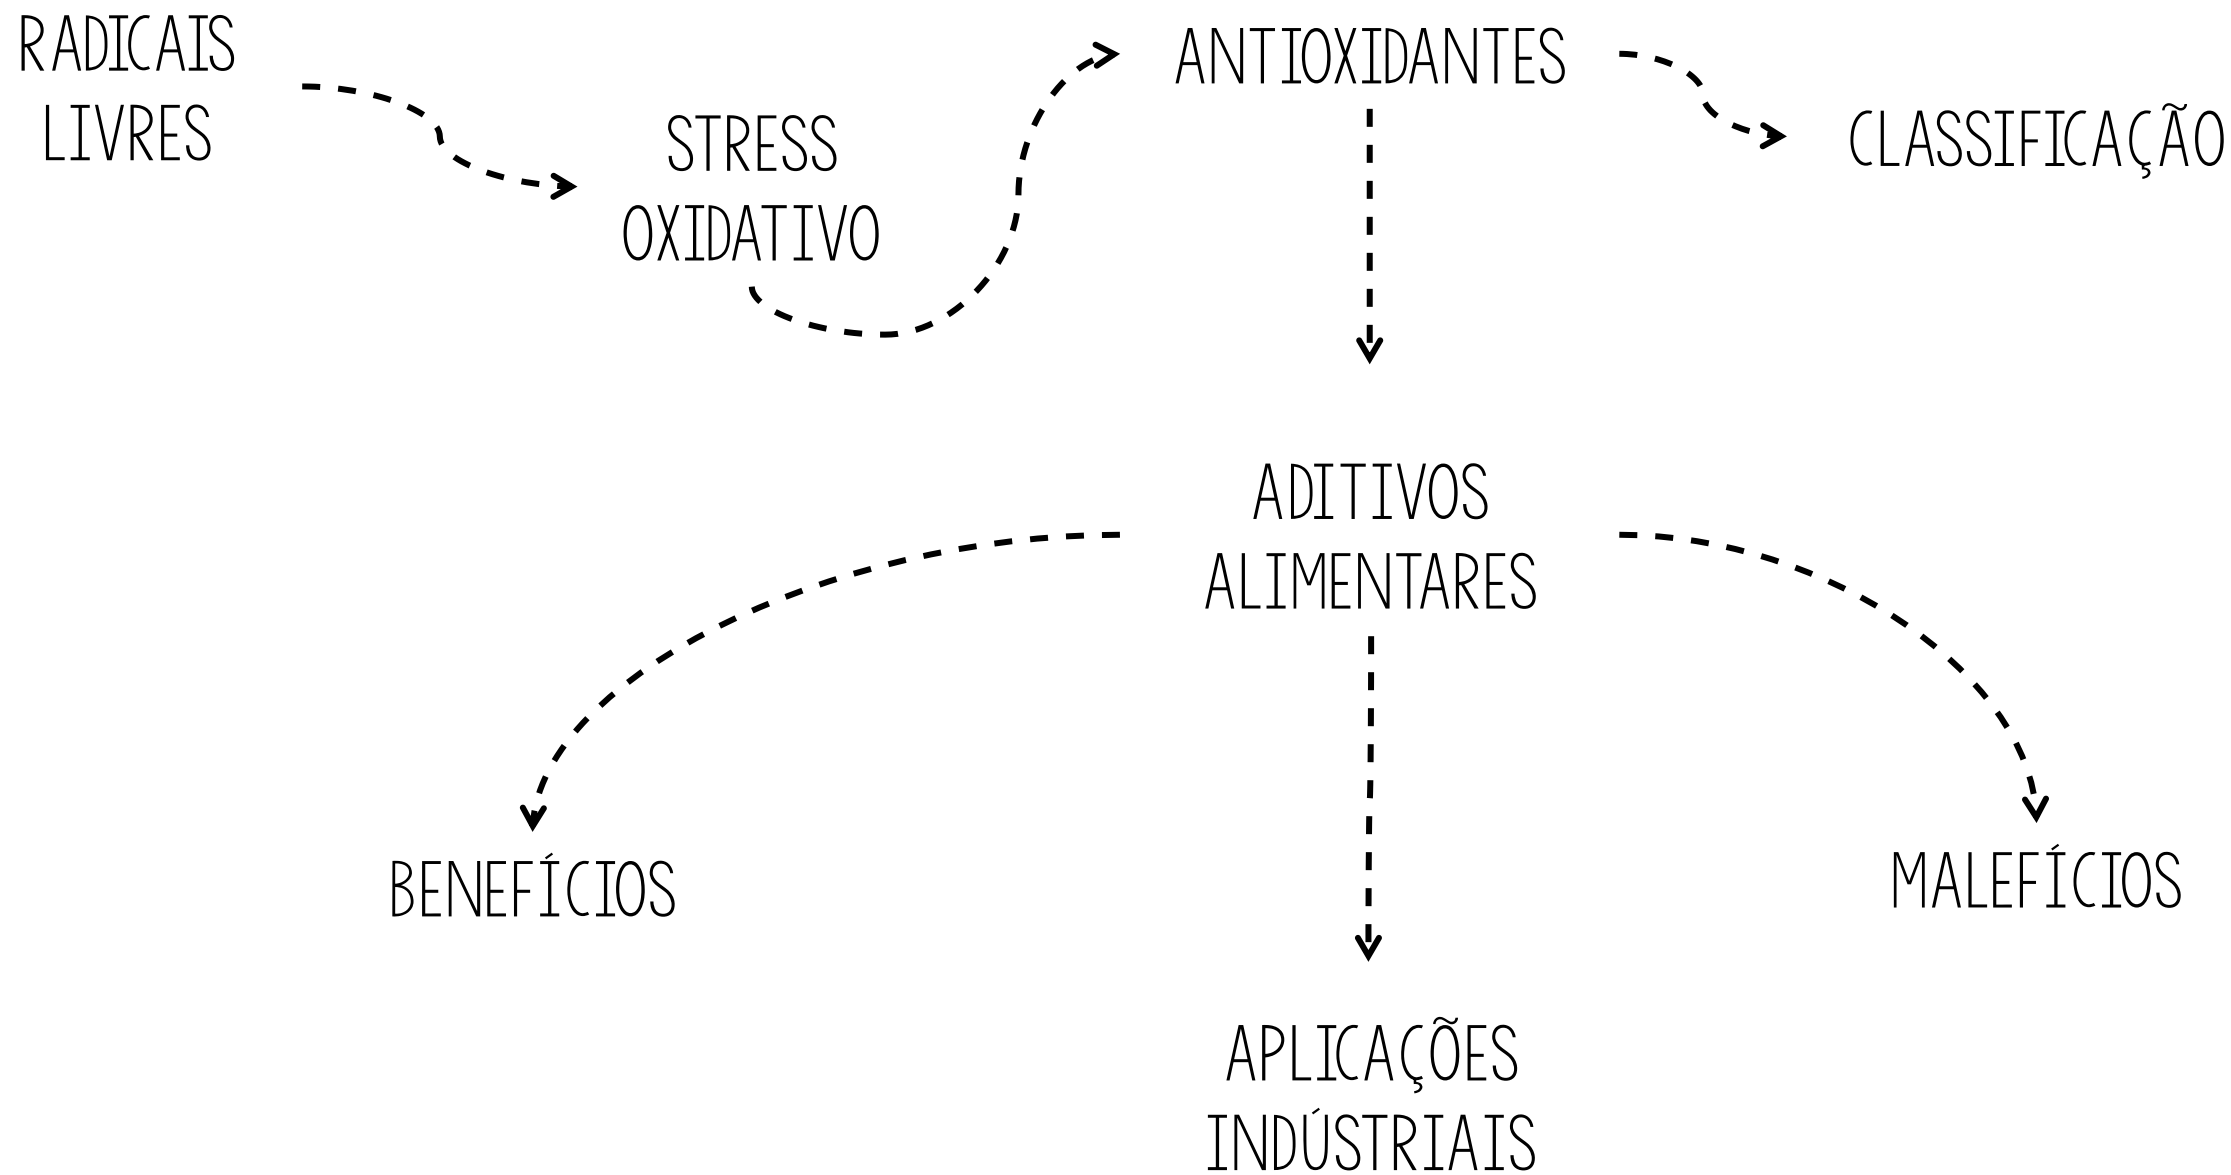 RADICAIS
LIVRES
STRESS
OXIDATIVO
ANTIOXIDANTES
CLASSIFICAÇÃO
ADITIVOS
ALIMENTARES
BENEFÍCIOS
MALEFÍCIOS
APLICAÇÕES
INDÚSTRIAIS